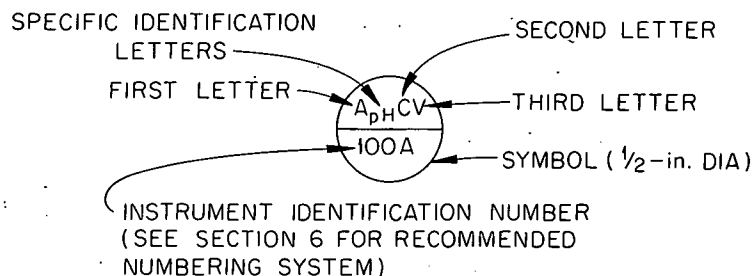 SPECIFIC IDENTIFICATION
LETTERS
SECOND LETTER
FIRST LETTER
ApHCV
THIRD LETTER
100A
SYMBOL (1/2-in. DIA)
INSTRUMENT IDENTIFICATION NUMBER
(SEE SECTION 6 FOR RECOMMENDED
NUMBERING SYSTEM)